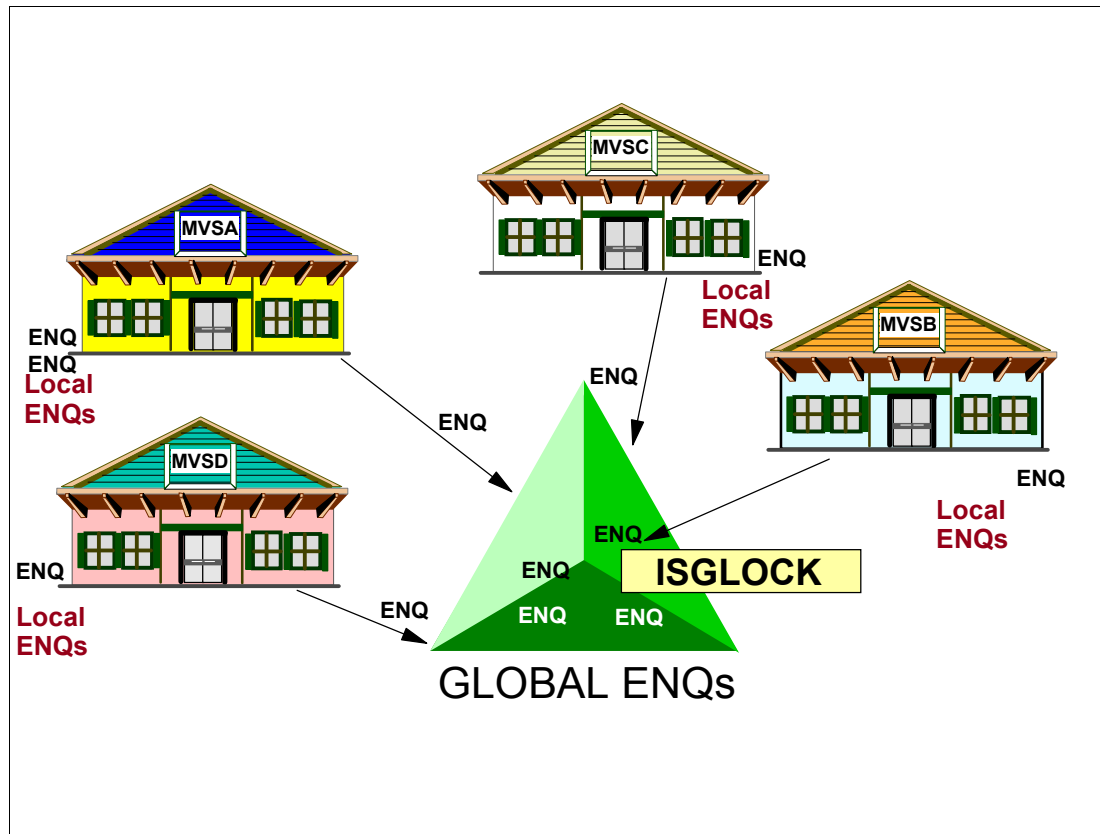 MVSC
MVSA
ENQ
Local
ENQs
MVSB
ENQ
ENQ
Local
ENQs
ENQ
ENQ
MVSD
ENQ
Local
ENQs
ENQ
ENQ
ISGLOCK
ENQ
ENQ
ENQ
ENQ
Local
ENQs
ENQ
GLOBAL ENQs